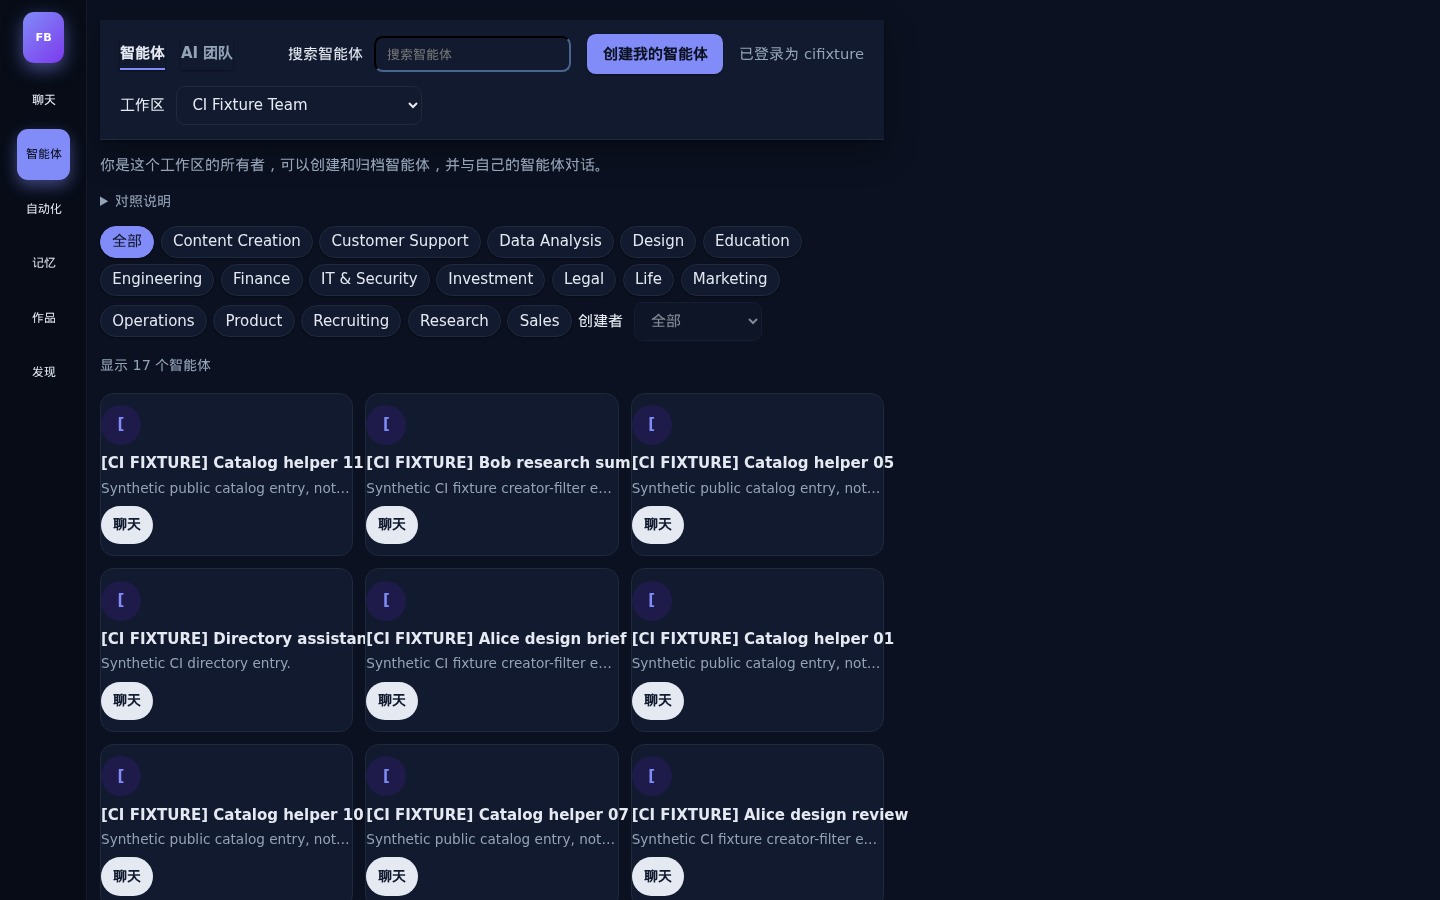 FB
聊天
智能体
自动化
记忆
作品
发现
智能体 AI 团队 搜索智能体 搜索智能体 创建我的智能体 已登录为 cifixture
工作区 CI Fixture Team
你是这个工作区的所有者，可以创建和归档智能体，并与自己的智能体对话。
▶ 对照说明
全部 Content Creation Customer Support Data Analysis Design Education
Engineering Finance IT & Security Investment Legal Life Marketing
Operations Product Recruiting Research Sales 创建者 全部
显示 17 个智能体
[ [ [
[CI FIXTURE] Catalog helper 11 [CI FIXTURE] Bob research sum [CI FIXTURE] Catalog helper 05
Synthetic public catalog entry, not… Synthetic CI fixture creator-filter e… Synthetic public catalog entry, not…
聊天 聊天 聊天
[ [ [
[CI FIXTURE] Directory assistan [CI FIXTURE] Alice design brief [CI FIXTURE] Catalog helper 01
Synthetic CI directory entry. Synthetic CI fixture creator-filter e… Synthetic public catalog entry, not…
聊天 聊天 聊天
[ [ [
[CI FIXTURE] Catalog helper 10 [CI FIXTURE] Catalog helper 07 [CI FIXTURE] Alice design review
Synthetic public catalog entry, not… Synthetic public catalog entry, not… Synthetic CI fixture creator-filter e…
聊天 聊天 聊天